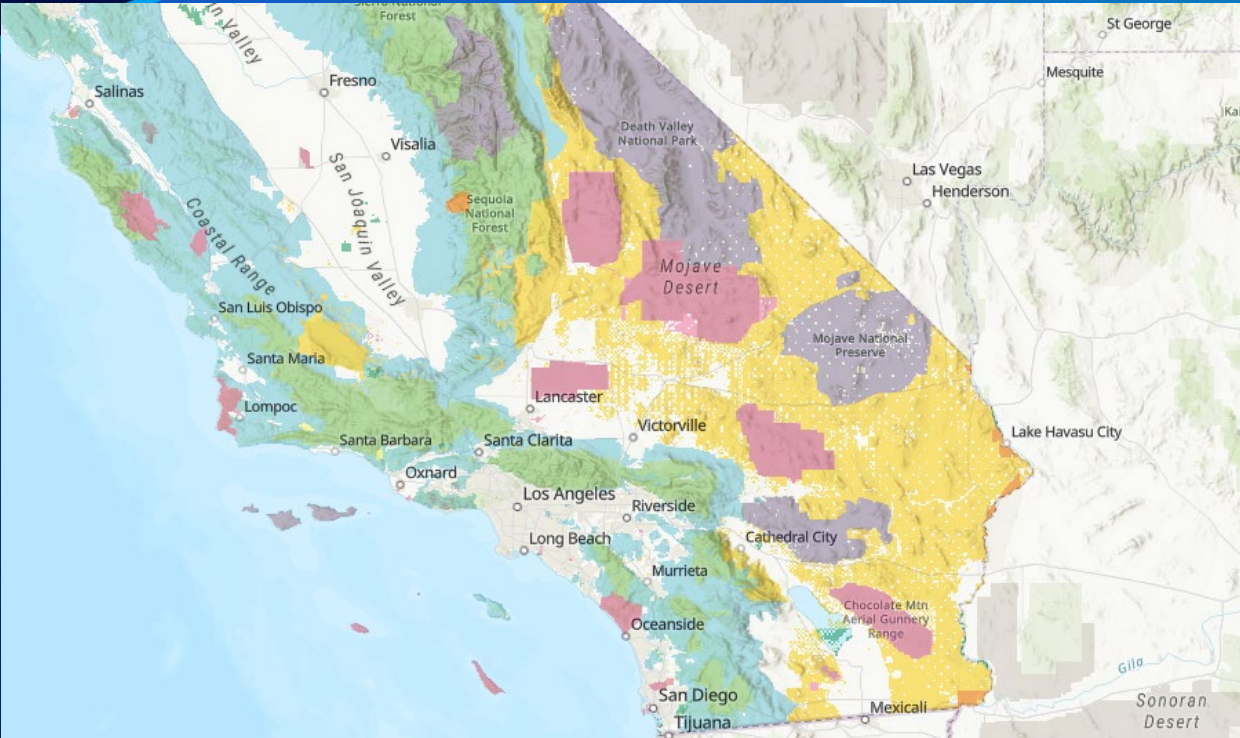 Sierra National
Forest
St George
Mesquite
Fresno
Salinas
Visalia
Death Valley
National Park
Las Vegas
Henderson
San Joaquin Valley
Sequoia
National
Forest
Coastal Range
Mojave
Desert
San Luis Obispo
Mojave National
Preserve
Santa Maria
Lancaster
Lompoc
Victorville
Lake Havasu City
Santa Barbara
Santa Clarita
Oxnard
Los Angeles
Riverside
Long Beach
Cathedral City
Murrieta
Chocolate Mtn
Aerial Gunnery
Range
Oceanside
Gila
San Diego
Mexicali
Sonoran
Desert
Tijuana